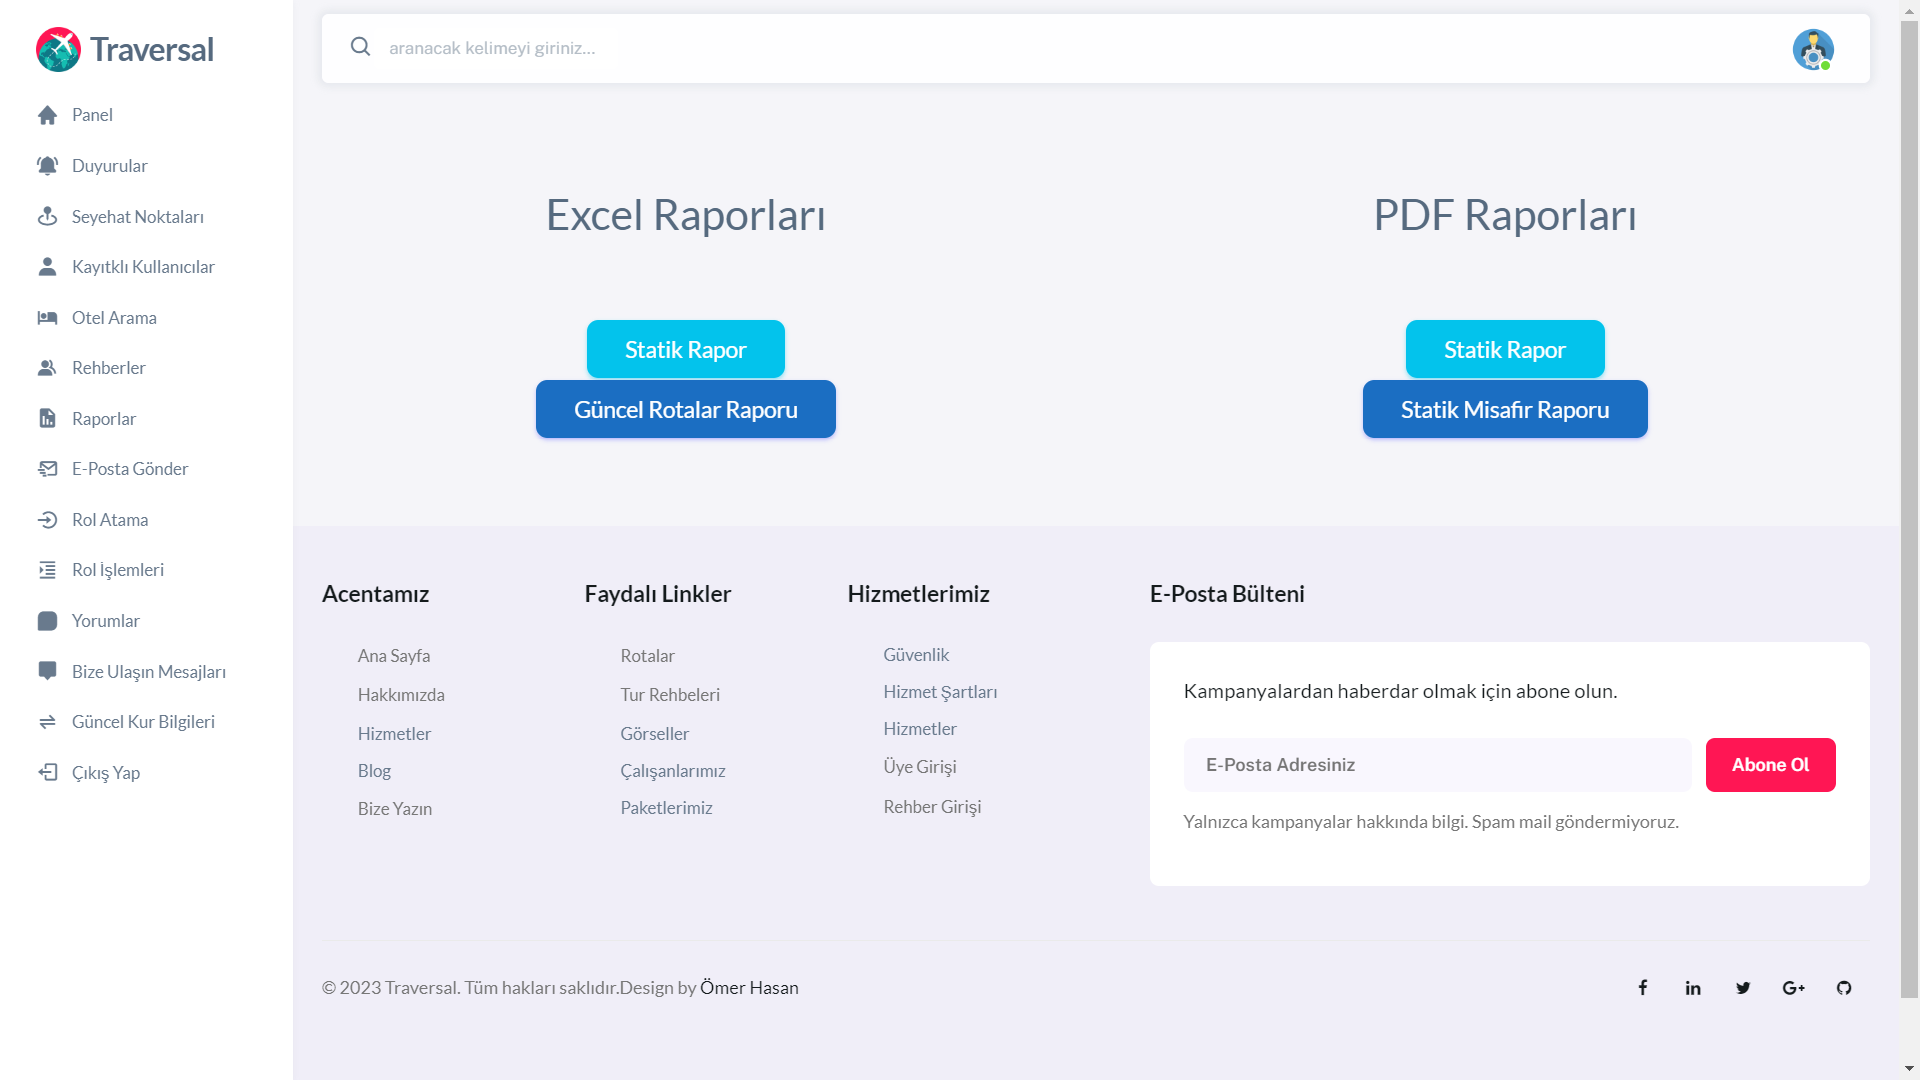 Traversal
Panel
Duyurular
Seyehat Noktaları
Kayıtklı Kullanıcılar
Otel Arama
Rehberler
Raporlar
E-Posta Gönder
Rol Atama
Rol İşlemleri
Yorumlar
Bize Ulaşın Mesajları
Güncel Kur Bilgileri
Çıkış Yap
aranacak kelimeyi giriniz...
Excel Raporları
Statik Rapor
Güncel Rotalar Raporu
PDF Raporları
Statik Rapor
Statik Misafir Raporu
Acentamız
Ana Sayfa
Hakkımızda
Hizmetler
Blog
Bize Yazın
Faydalı Linkler
Rotalar
Tur Rehbeleri
Görseller
Çalışanlarımız
Paketlerimiz
Hizmetlerimiz
Güvenlik
Hizmet Şartları
Hizmetler
Üye Girişi
Rehber Girişi
E-Posta Bülteni
Kampanyalardan haberdar olmak için abone olun.
E-Posta Adresiniz
Abone Ol
Yalnızca kampanyalar hakkında bilgi. Spam mail göndermiyoruz.
© 2023 Traversal. Tüm hakları saklıdır.Design by Ömer Hasan